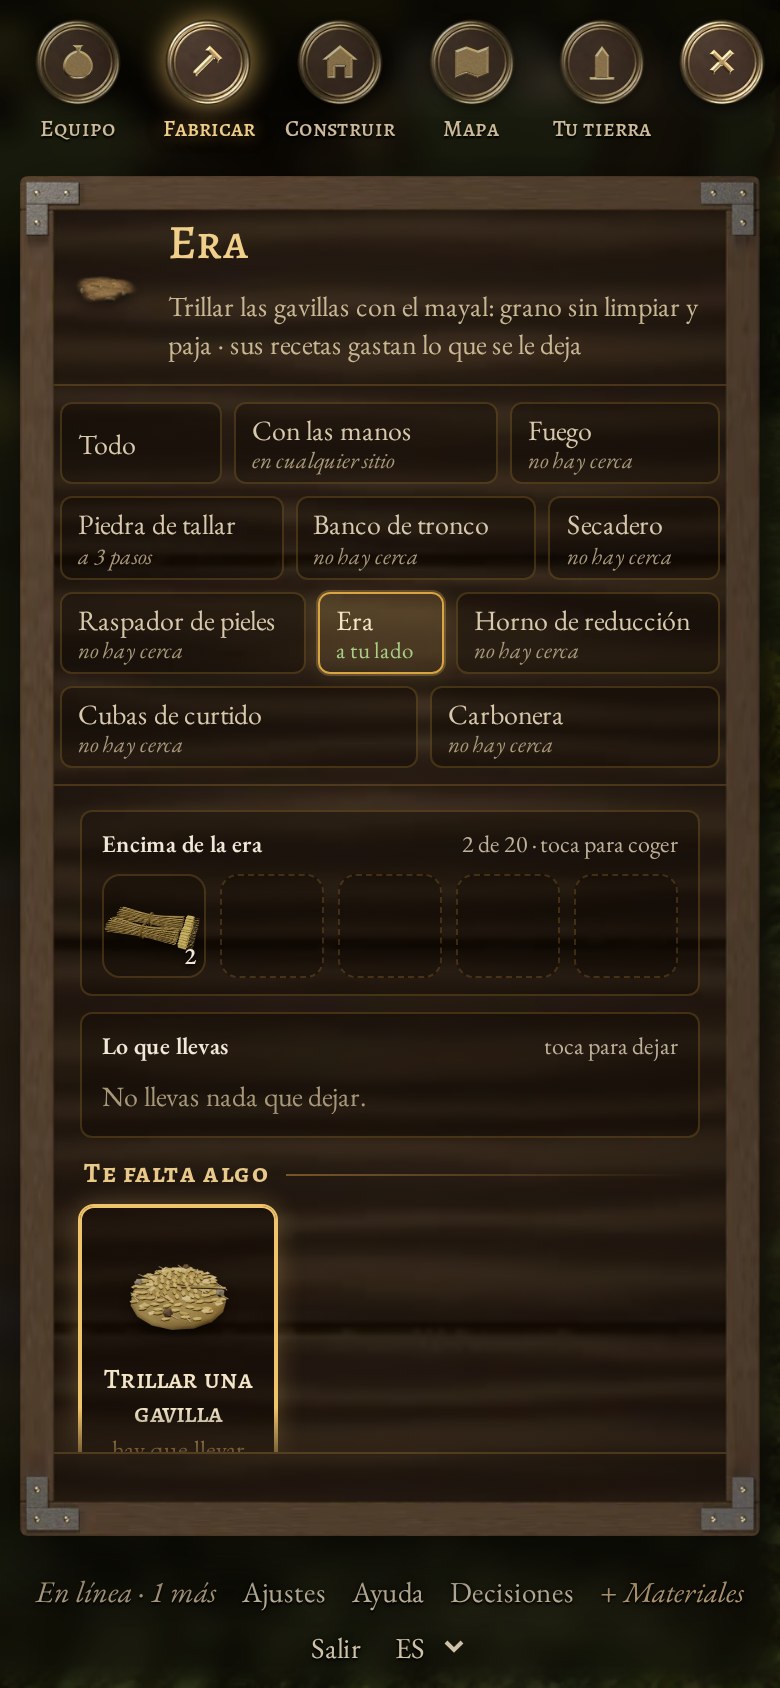 Equipo
Fabricar
Construir
Mapa
Tu tierra
Era
Trillar las gavillas con el mayal: grano sin limpiar y
paja · sus recetas gastan lo que se le deja
Todo
Con las manos
en cualquier sitio
Fuego
no hay cerca
Piedra de tallar
a 3 pasos
Banco de tronco
no hay cerca
Secadero
no hay cerca
Raspador de pieles
no hay cerca
Era
a tu lado
Horno de reducción
no hay cerca
Cubas de curtido
no hay cerca
Carbonera
no hay cerca
Encima de la era
2 de 20 · toca para coger
2
Lo que llevas
toca para dejar
No llevas nada que dejar.
Te falta algo
Trillar una
gavilla
hay que llevar
En línea · 1 más
Ajustes
Ayuda
Decisiones
+ Materiales
Salir
ES